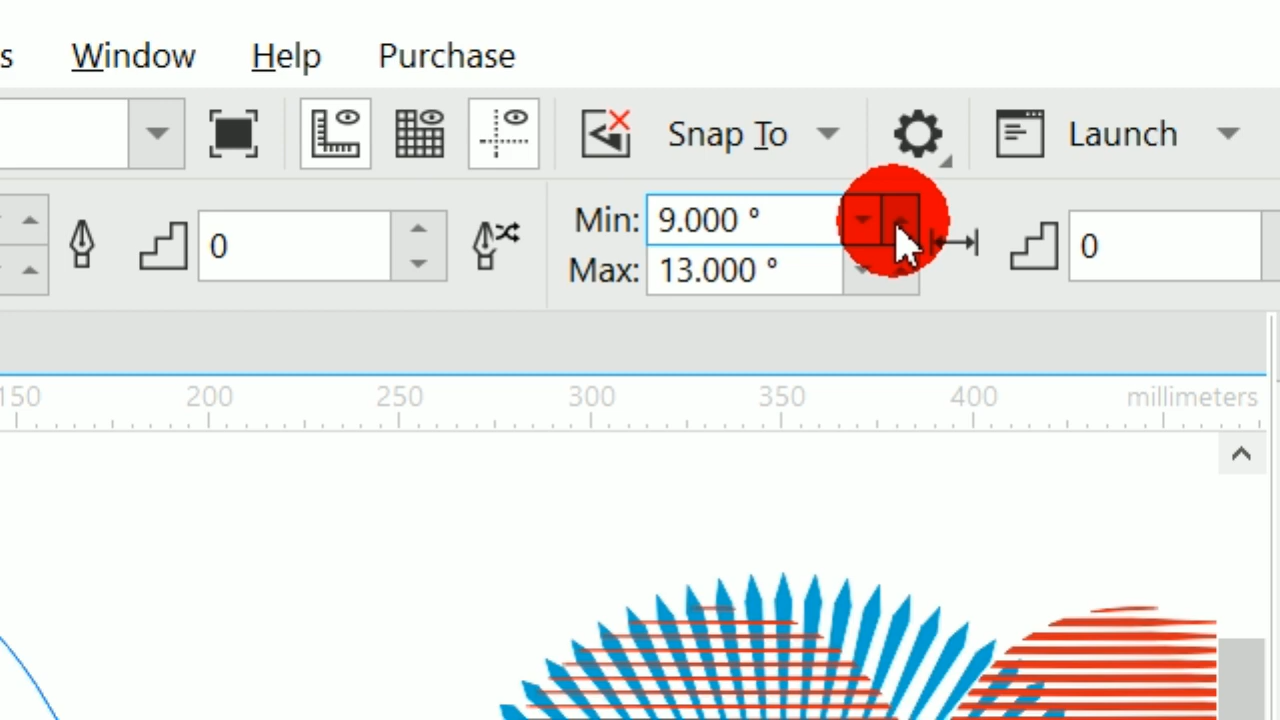 s Window Help Purchase
Snap To Launch
Min: 9.000 °
0 0
Max: 13.000 °
150 200 250 300 350 400 millimeters